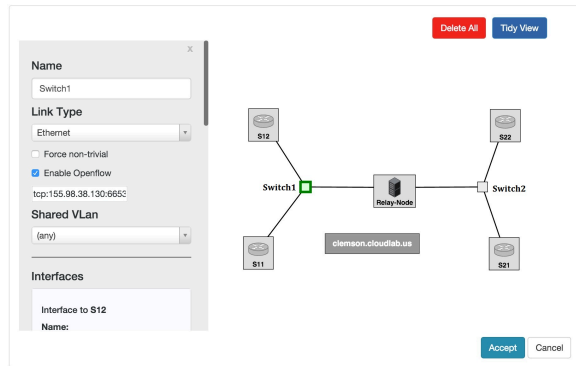 Delete All
Tidy View
x
Name
Switch1
Link Type
Ethernet
Force non-trivial
Enable Openflow
tcp:155.98.38.130:6653
Shared VLan
(any)
Interfaces
Interface to S12
Name:
S12
S22
Switch1
Relay-Node
Switch2
clemson.cloudlab.us
S11
S21
Accept
Cancel